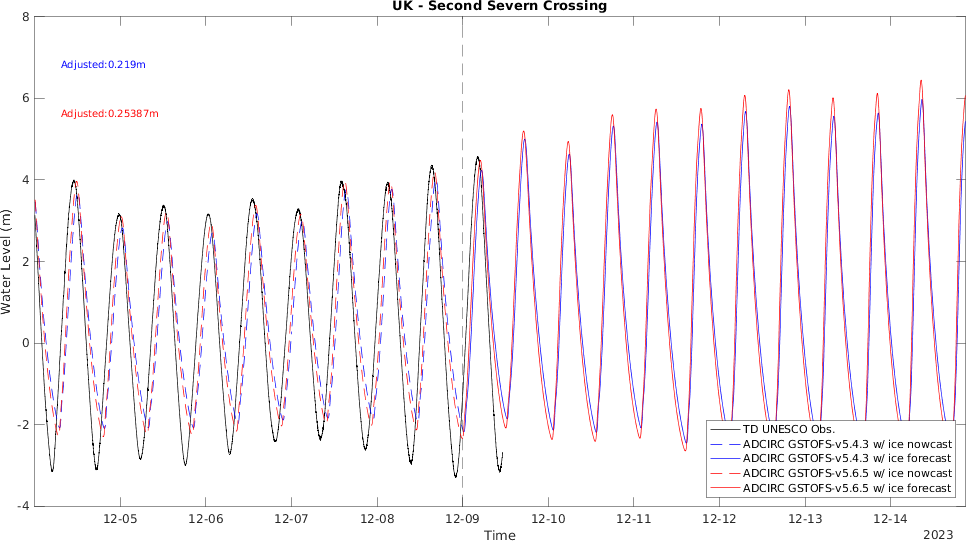 UK - Second Severn Crossing
8
Adjusted:0.219m
6
Adjusted:0.25387m
4
2
0
-2
-4
Water Level (m)
TD UNESCO Obs.
ADCIRC GSTOFS-v5.4.3 w/ ice nowcast
ADCIRC GSTOFS-v5.4.3 w/ ice forecast
ADCIRC GSTOFS-v5.6.5 w/ ice nowcast
ADCIRC GSTOFS-v5.6.5 w/ ice forecast
12-05 12-06 12-07 12-08 12-09 12-10 12-11 12-12 12-13 12-14
Time
2023